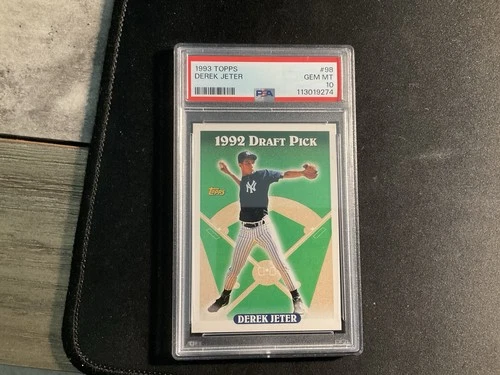 1993 TOPPS #98
DEREK JETER GEM MT
10
PSA 113019274
1992 DRAFT PICK
Topps
NY
DEREK JETER